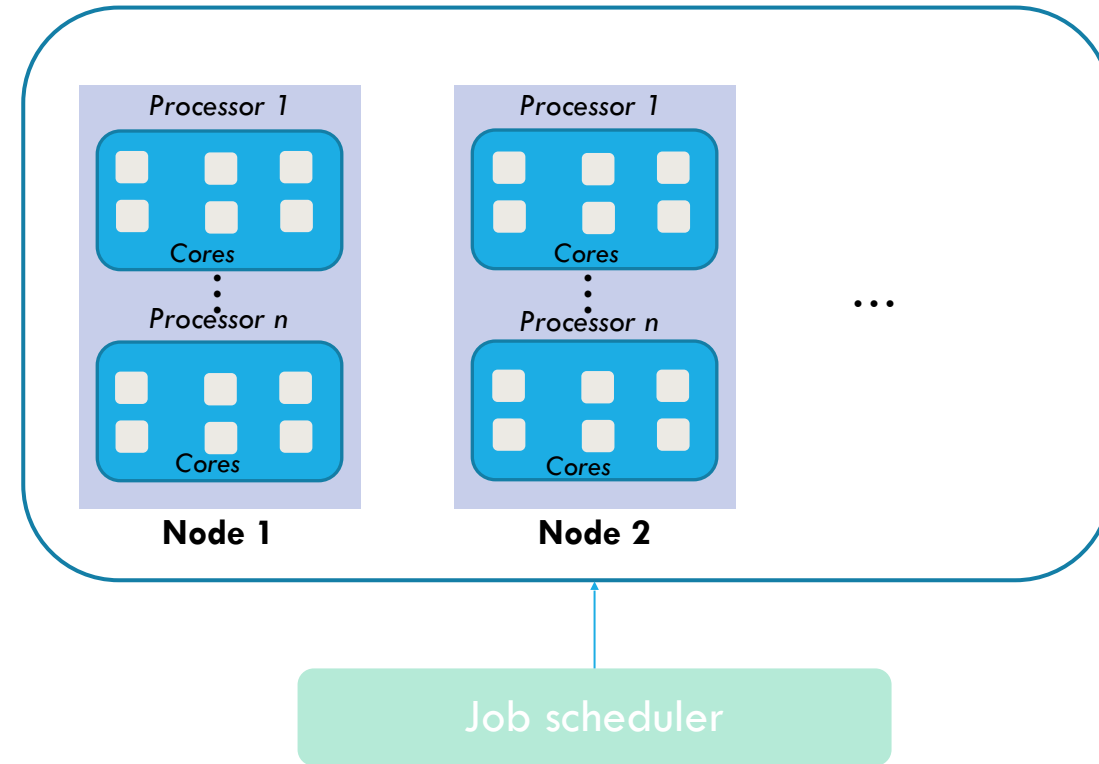 Processor 1
Cores
Processor n
Cores
Node 1
Processor 1
Cores
Processor n
Cores
Node 2
...
Job scheduler